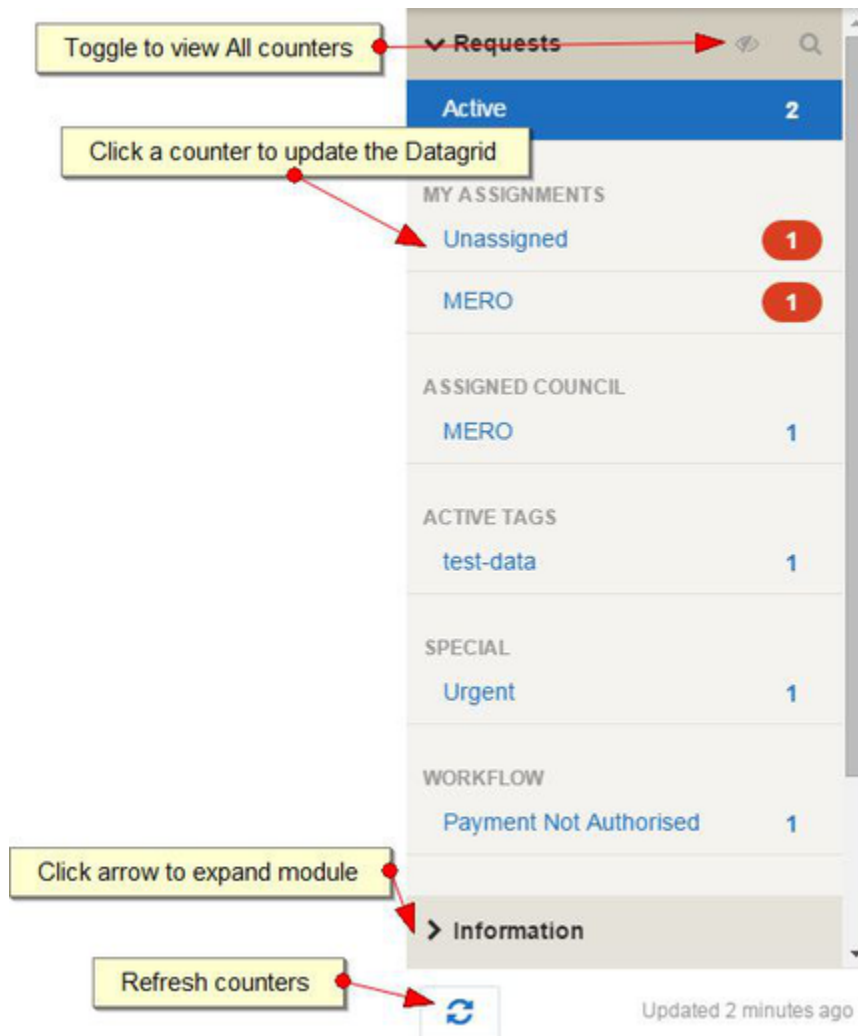 Toggle to view All counters
Requests
Active 2
Click a counter to update the Datagrid
MY ASSIGNMENTS
Unassigned 1
MERO 1
ASSIGNED COUNCIL
MERO 1
ACTIVE TAGS
test-data 1
SPECIAL
Urgent 1
WORKFLOW
Payment Not Authorised 1
Click arrow to expand module
Information
Refresh counters
Updated 2 minutes ago